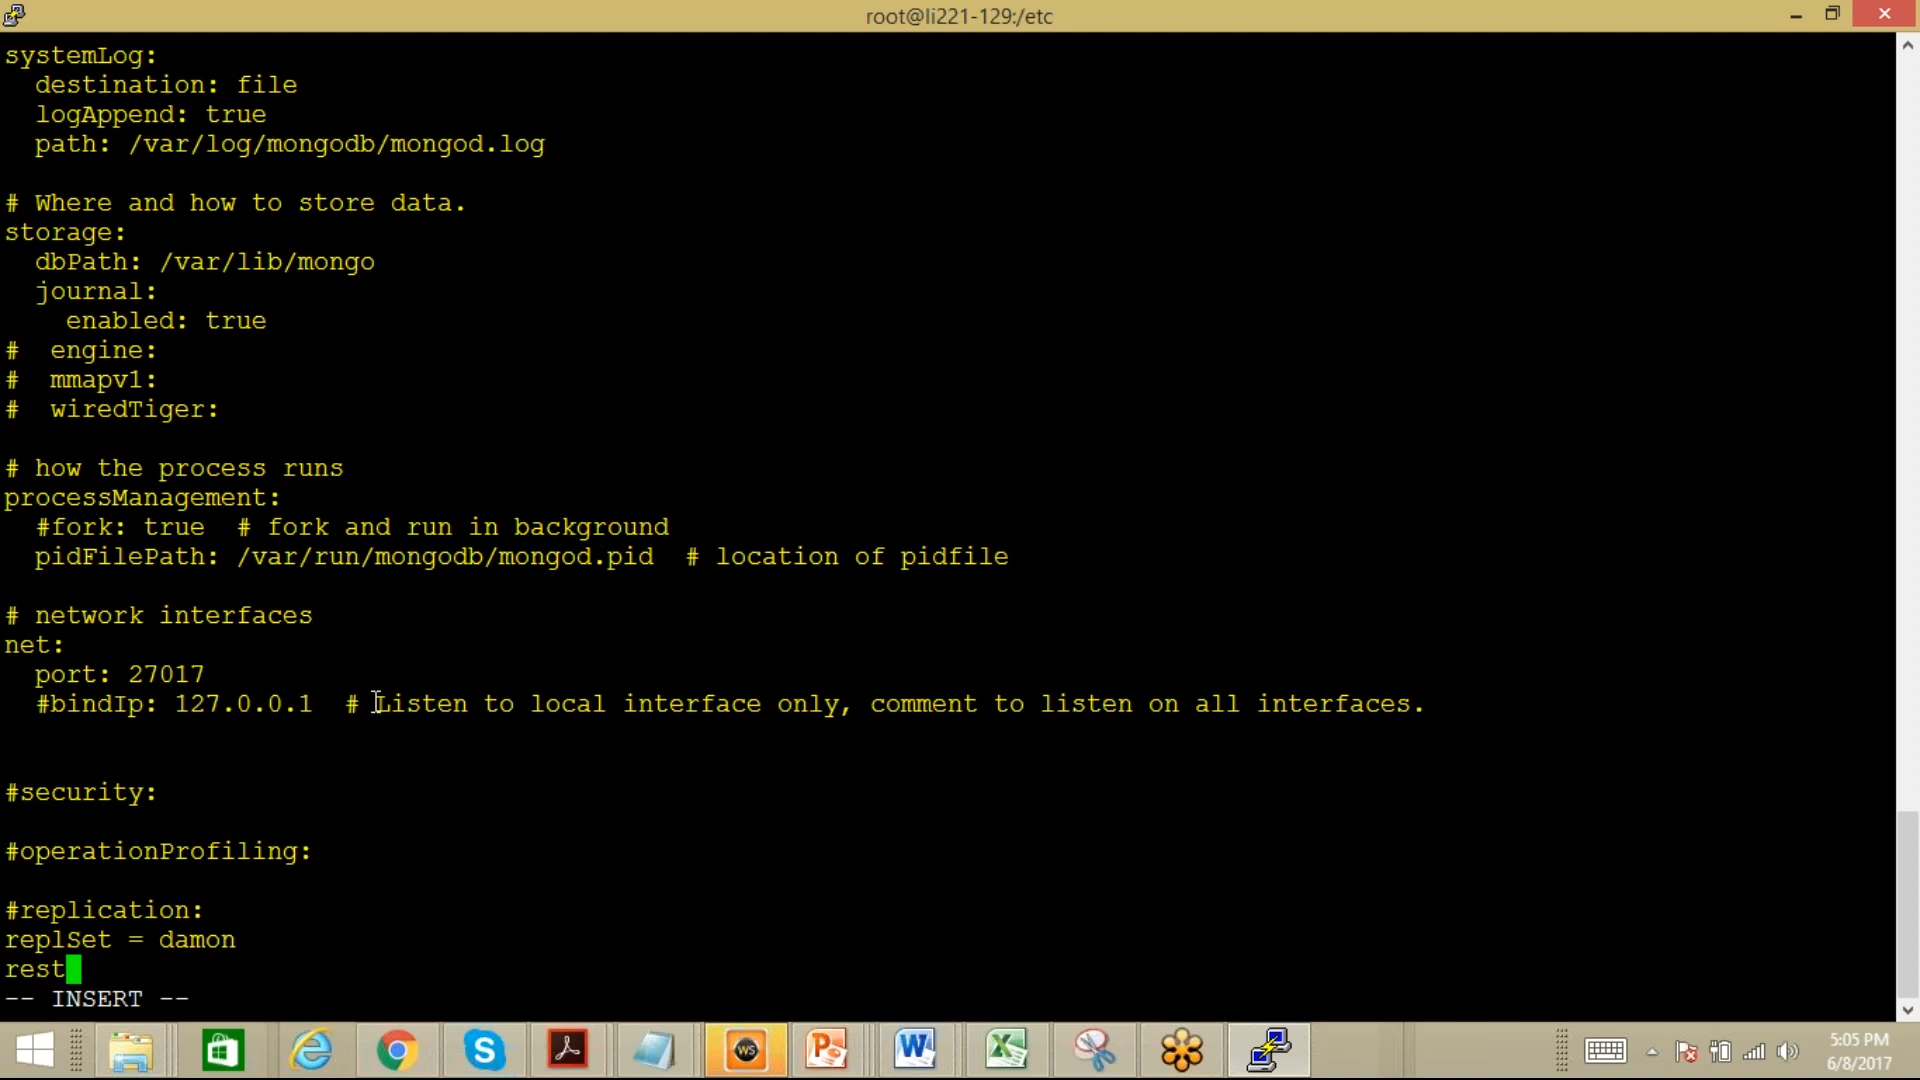 root@li221-129:/etc
systemLog:
  destination: file
  logAppend: true
  path: /var/log/mongodb/mongod.log
# Where and how to store data.
storage:
  dbPath: /var/lib/mongo
  journal:
    enabled: true
#  engine:
#  mmapv1:
#  wiredTiger:
# how the process runs
processManagement:
  #fork: true  # fork and run in background
  pidFilePath: /var/run/mongodb/mongod.pid  # location of pidfile
# network interfaces
net:
  port: 27017
  #bindIp: 127.0.0.1  # Listen to local interface only, comment to listen on all interfaces.
#security:
#operationProfiling:
#replication:
replSet = damon
rest
-- INSERT --
WS
5:05 PM
6/8/2017